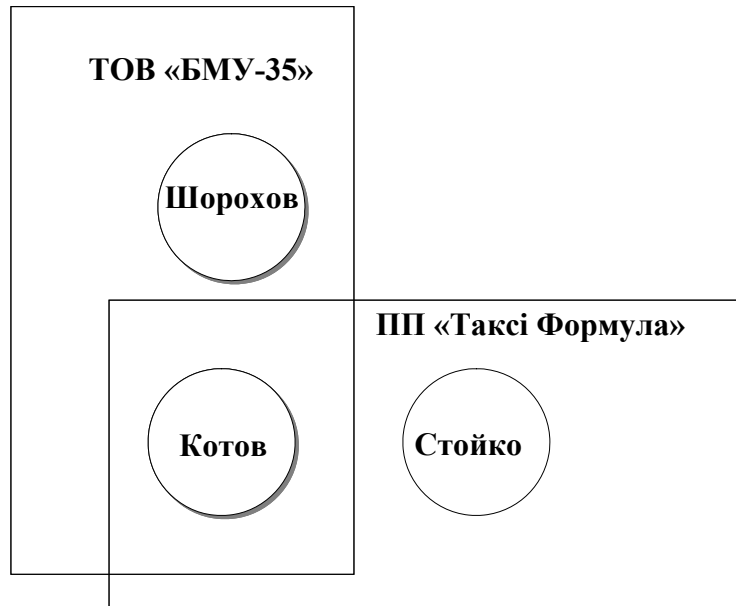 ТОВ «БМУ-35»
Шорохов
ПП «Таксі Формула»
Котов
Стойко